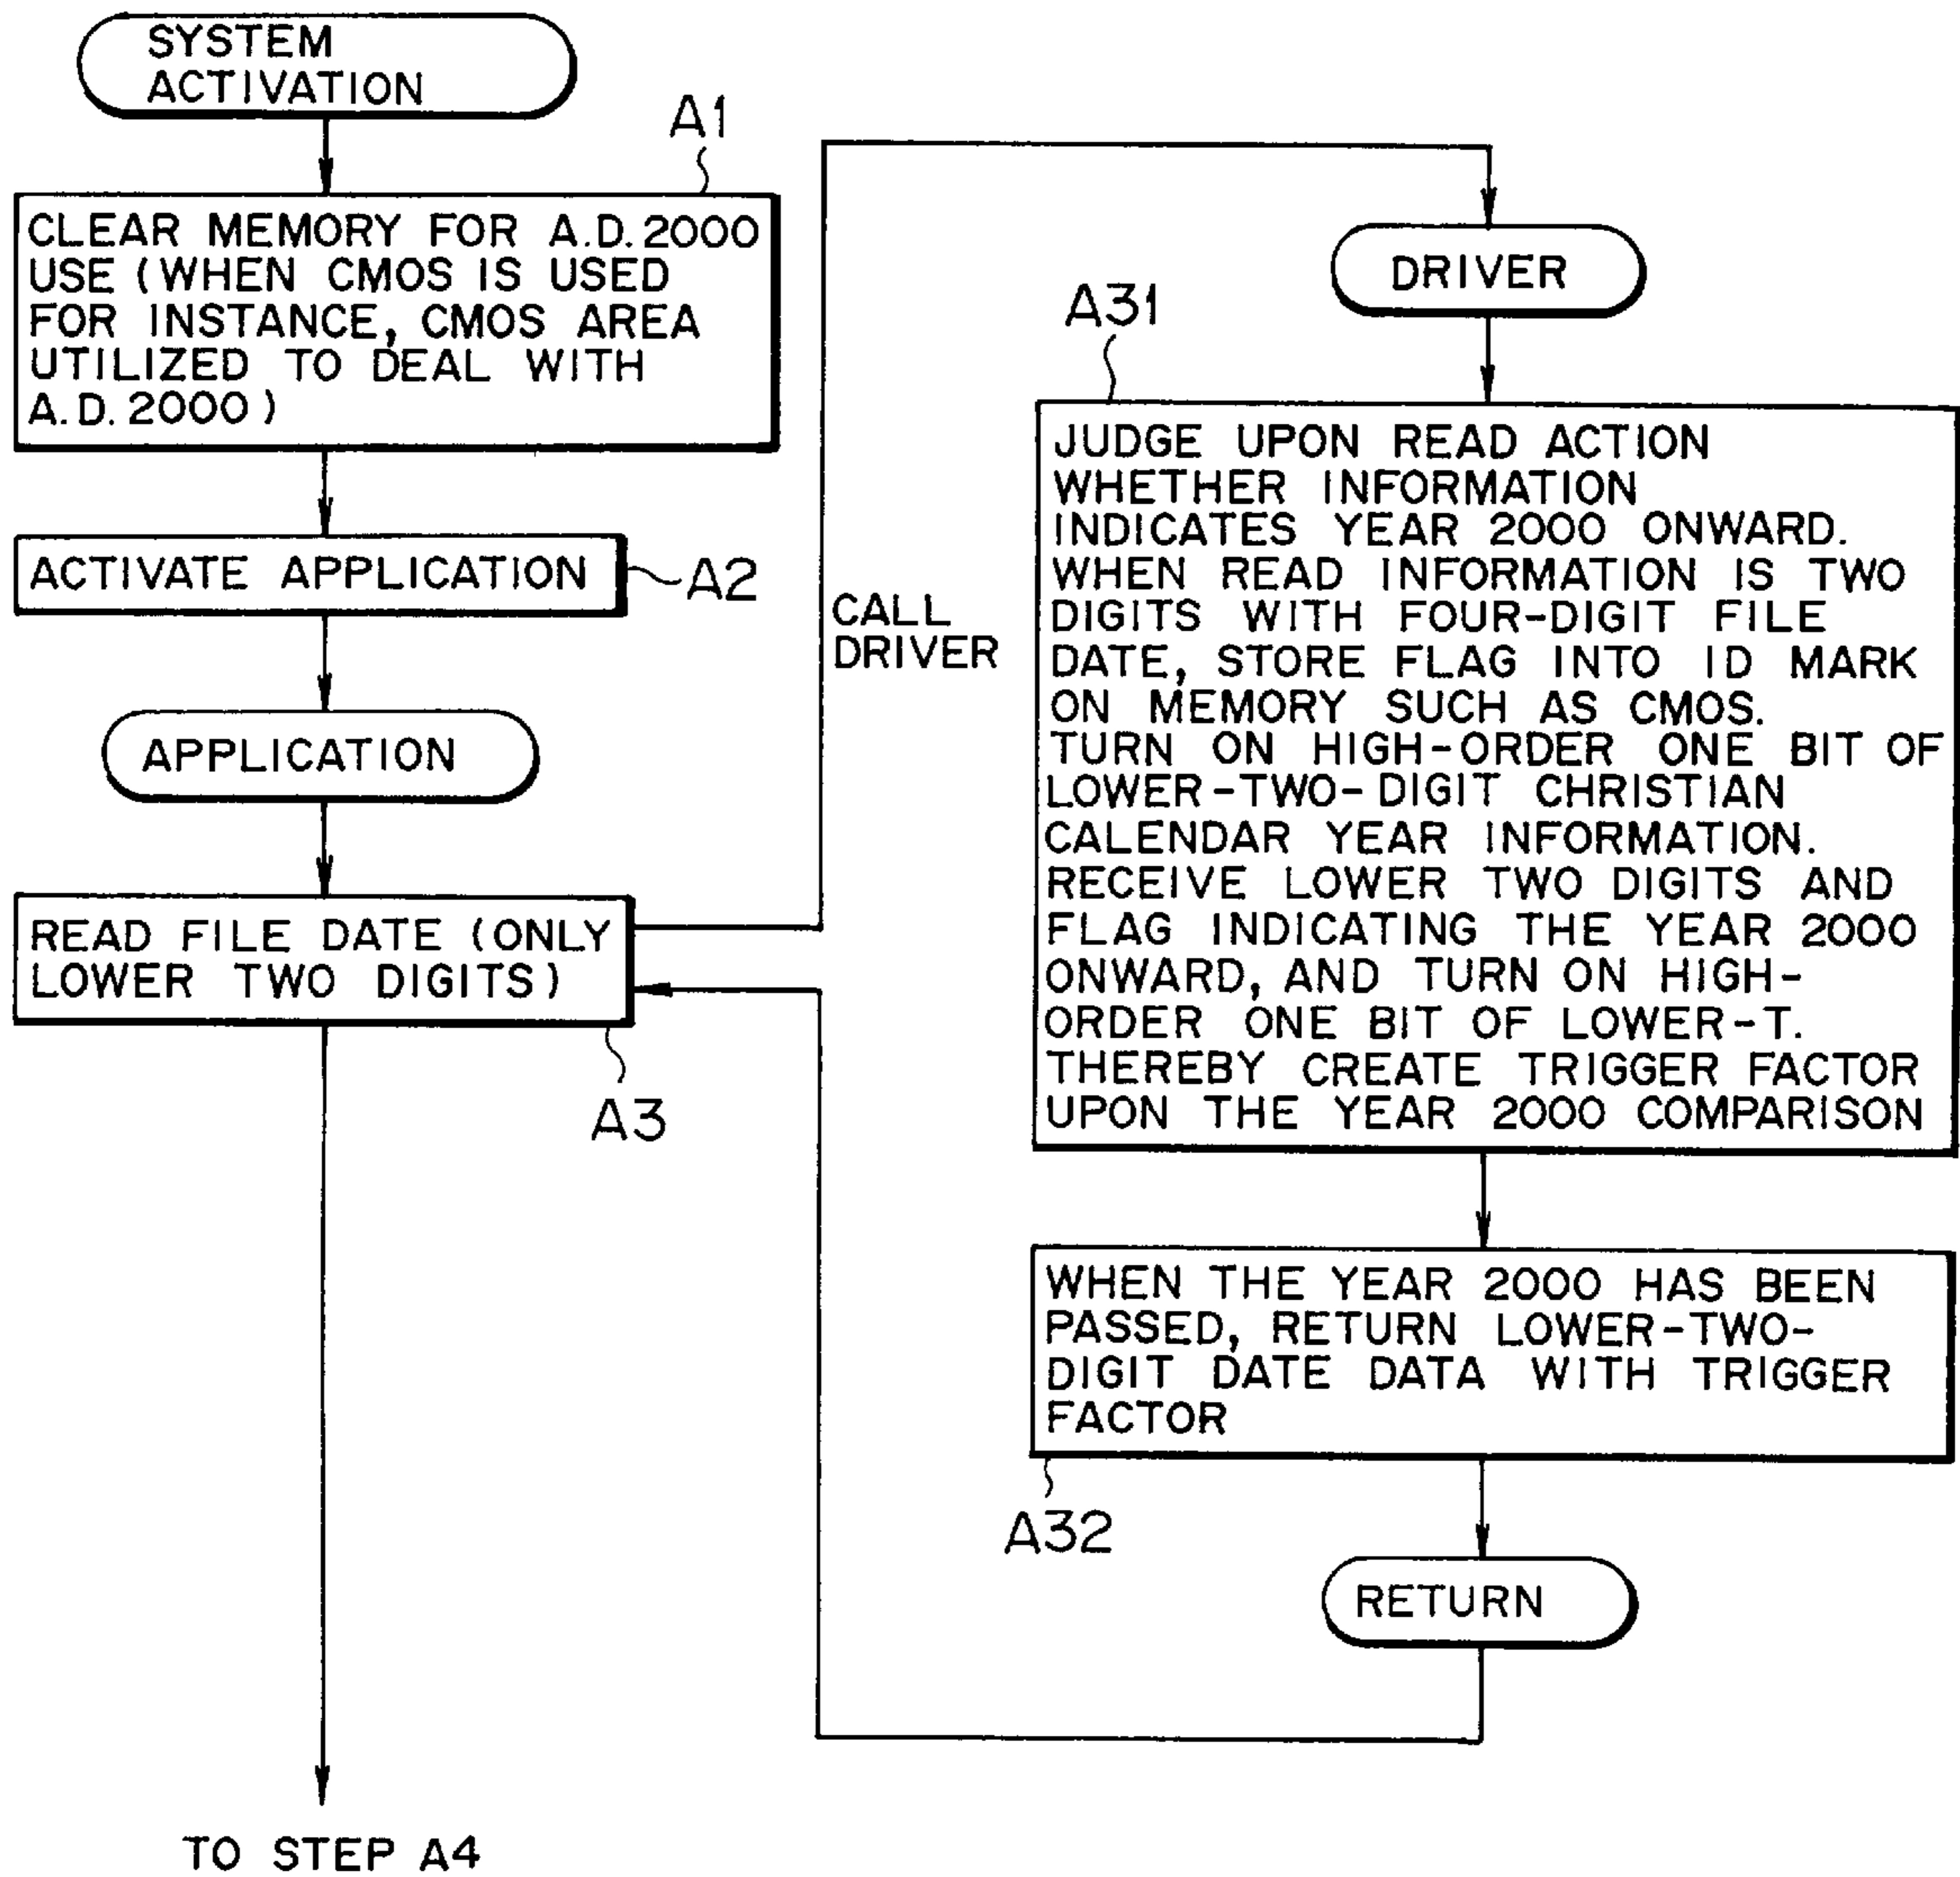 SYSTEM
ACTIVATION
A1
CLEAR MEMORY FOR A.D.2000
USE (WHEN CMOS IS USED
FOR INSTANCE, CMOS AREA
UTILIZED TO DEAL WITH
A.D.2000)
ACTIVATE APPLICATION
A2
APPLICATION
READ FILE DATE (ONLY
LOWER TWO DIGITS)
A3
TO STEP A4
CALL
DRIVER
DRIVER
A31
JUDGE UPON READ ACTION
WHETHER INFORMATION
INDICATES YEAR 2000 ONWARD.
WHEN READ INFORMATION IS TWO
DIGITS WITH FOUR-DIGIT FILE
DATE, STORE FLAG INTO ID MARK
ON MEMORY SUCH AS CMOS.
TURN ON HIGH-ORDER ONE BIT OF
LOWER-TWO-DIGIT CHRISTIAN
CALENDAR YEAR INFORMATION.
RECEIVE LOWER TWO DIGITS AND
FLAG INDICATING THE YEAR 2000
ONWARD, AND TURN ON HIGH-
ORDER ONE BIT OF LOWER-T.
THEREBY CREATE TRIGGER FACTOR
UPON THE YEAR 2000 COMPARISON
WHEN THE YEAR 2000 HAS BEEN
PASSED, RETURN LOWER-TWO-
DIGIT DATE DATA WITH TRIGGER
FACTOR
A32
RETURN